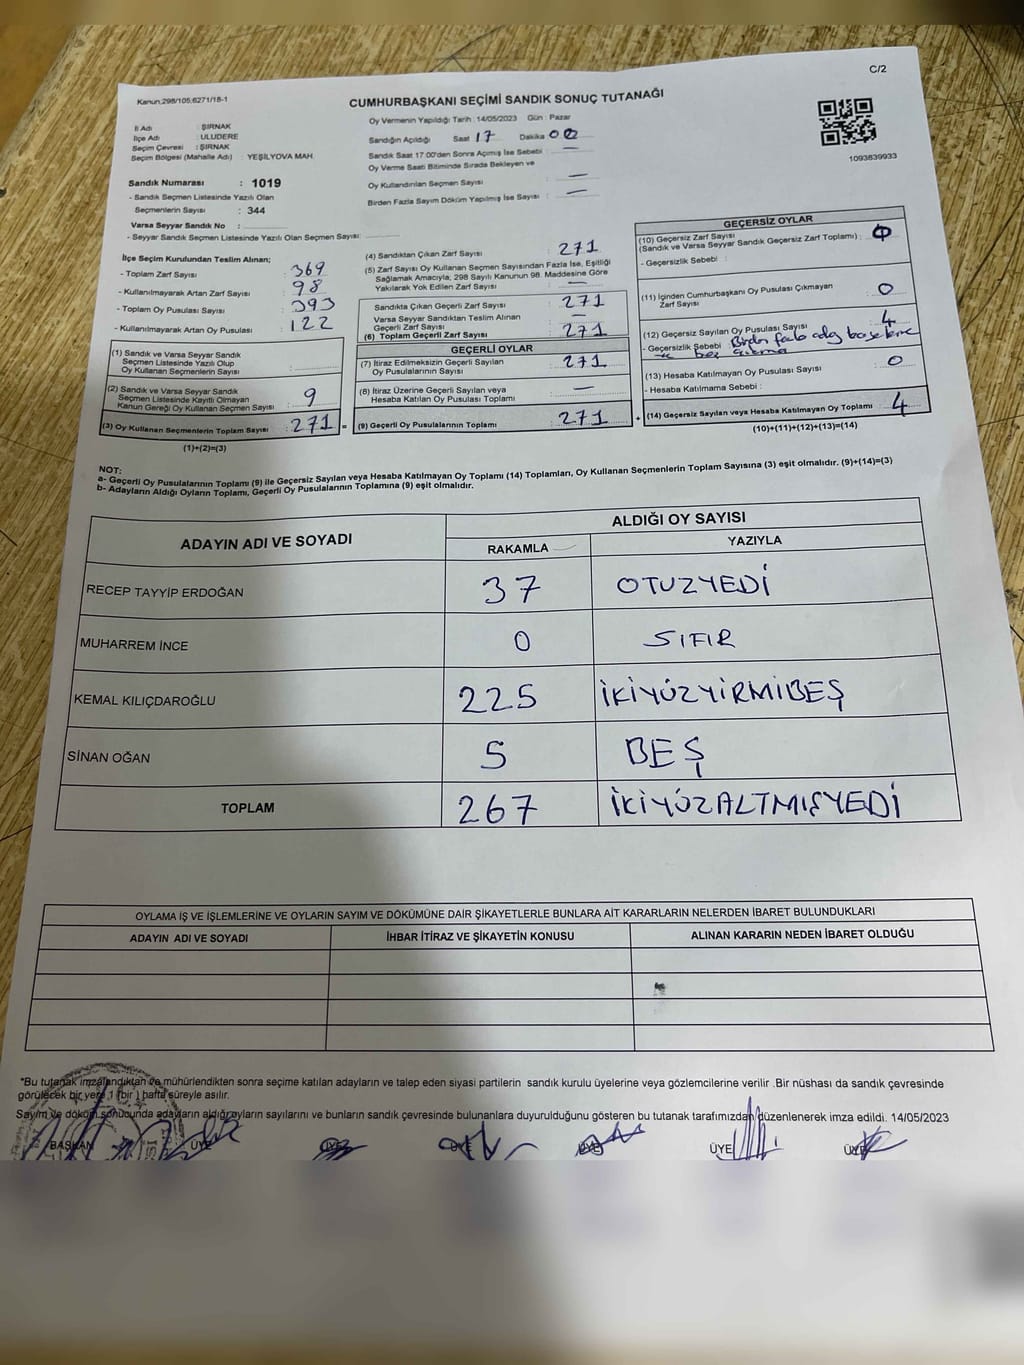 C/2
Kanun.298/105;6271/18-1
CUMHURBAŞKANI SEÇİMİ SANDIK SONUÇ TUTANAĞI
İl Adı : ŞIRNAK
İlçe Adı : ULUDERE
Seçim Çevresi : ŞIRNAK
Seçim Bölgesi (Mahalle Adı) : YEŞİLYOVA MAH.
Oy Vermenin Yapıldığı Tarih : 14/05/2023 Gün : Pazar
Sandığın Açıldığı Saat 17 Dakika 00
Sandık Saat 17:00'den Sonra Açılmış İse Sebebi : —
Oy Verme Saati Bitiminde Sırada Bekleyen ve
Oy Kullandırılan Seçmen Sayısı : —
Birden Fazla Sayım Döküm Yapılmış İse Sayısı : —
1093839933
Sandık Numarası : 1019
- Sandık Seçmen Listesinde Yazılı Olan
Seçmenlerin Sayısı : 344
Varsa Seyyar Sandık No :
- Seyyar Sandık Seçmen Listesinde Yazılı Olan Seçmen Sayısı:
İlçe Seçim Kurulundan Teslim Alınan;
- Toplam Zarf Sayısı : 369
- Kullanılmayarak Artan Zarf Sayısı : 98
- Toplam Oy Pusulası Sayısı : 393
- Kullanılmayarak Artan Oy Pusulası : 122
(1) Sandık ve Varsa Seyyar Sandık
Seçmen Listesinde Yazılı Olup
Oy Kullanan Seçmenlerin Sayısı :
(2) Sandık ve Varsa Seyyar Sandık
Seçmen Listesinde Kayıtlı Olmayan
Kanun Gereği Oy Kullanan Seçmen Sayısı : 9
(3) Oy Kullanan Seçmenlerin Toplam Sayısı : 271 =
(1)+(2)=(3)
(4) Sandıktan Çıkan Zarf Sayısı : 271
(5) Zarf Sayısı Oy Kullanan Seçmen Sayısından Fazla İse, Eşitliği
Sağlamak Amacıyla, 298 Sayılı Kanunun 98. Maddesine Göre
Yakılarak Yok Edilen Zarf Sayısı : —
Sandıkta Çıkan Geçerli Zarf Sayısı : 271
Varsa Seyyar Sandıktan Teslim Alınan
Geçerli Zarf Sayısı : —
(6) Toplam Geçerli Zarf Sayısı : 271
GEÇERLİ OYLAR
(7) İtiraz Edilmeksizin Geçerli Sayılan
Oy Pusulalarının Sayısı : 271
(8) İtiraz Üzerine Geçerli Sayılan veya
Hesaba Katılan Oy Pusulası Toplamı : —
(9) Geçerli Oy Pusulalarının Toplamı : 271 +
GEÇERSİZ OYLAR
(10) Geçersiz Zarf Sayısı
(Sandık ve Varsa Seyyar Sandık Geçersiz Zarf Toplamı) : 0
- Geçersizlik Sebebi :
(11) İçinden Cumhurbaşkanı Oy Pusulası Çıkmayan
Zarf Sayısı : 0
(12) Geçersiz Sayılan Oy Pusulası Sayısı : 4
- Geçersizlik Sebebi : Birden fazla aday
(13) Hesaba Katılmayan Oy Pusulası Sayısı : 0
- Hesaba Katılmama Sebebi :
(14) Geçersiz Sayılan veya Hesaba Katılmayan Oy Toplamı : 4
(10)+(11)+(12)+(13)=(14)
NOT:
a- Geçerli Oy Pusulalarının Toplamı (9) ile Geçersiz Sayılan veya Hesaba Katılmayan Oy Toplamı (14) Toplamları, Oy Kullanan Seçmenlerin Toplam Sayısına (3) eşit olmalıdır. (9)+(14)=(3)
b- Adayların Aldığı Oyların Toplamı, Geçerli Oy Pusulalarının Toplamına (9) eşit olmalıdır.
ADAYIN ADI VE SOYADI
ALDIĞI OY SAYISI
RAKAMLA YAZIYLA
RECEP TAYYİP ERDOĞAN 37 OTUZYEDİ
MUHARREM İNCE 0 SIFIR
KEMAL KILIÇDAROĞLU 225 İKİYÜZYİRMİBEŞ
SİNAN OĞAN 5 BEŞ
TOPLAM 267 İKİYÜZALTMIŞYEDİ
OYLAMA İŞ VE İŞLEMLERİNE VE OYLARIN SAYIM VE DÖKÜMÜNE DAİR ŞİKAYETLERLE BUNLARA AİT KARARLARIN NELERDEN İBARET BULUNDUKLARI
ADAYIN ADI VE SOYADI İHBAR İTİRAZ VE ŞİKAYETİN KONUSU ALINAN KARARIN NEDEN İBARET OLDUĞU
*Bu tutanak imzalandıktan ve mühürlendikten sonra seçime katılan adayların ve talep eden siyasi partilerin sandık kurulu üyelerine veya gözlemcilerine verilir .Bir nüshası da sandık çevresinde
görülecek bir yere 1 (bir ) hafta süreyle asılır.
Sayım ve döküm sonucunda adayların aldığı oyların sayılarını ve bunların sandık çevresinde bulunanlara duyurulduğunu gösteren bu tutanak tarafımızdan düzenlenerek imza edildi. 14/05/2023
BAŞKAN ÜYE ÜYE ÜYE ÜYE ÜYE ÜYE